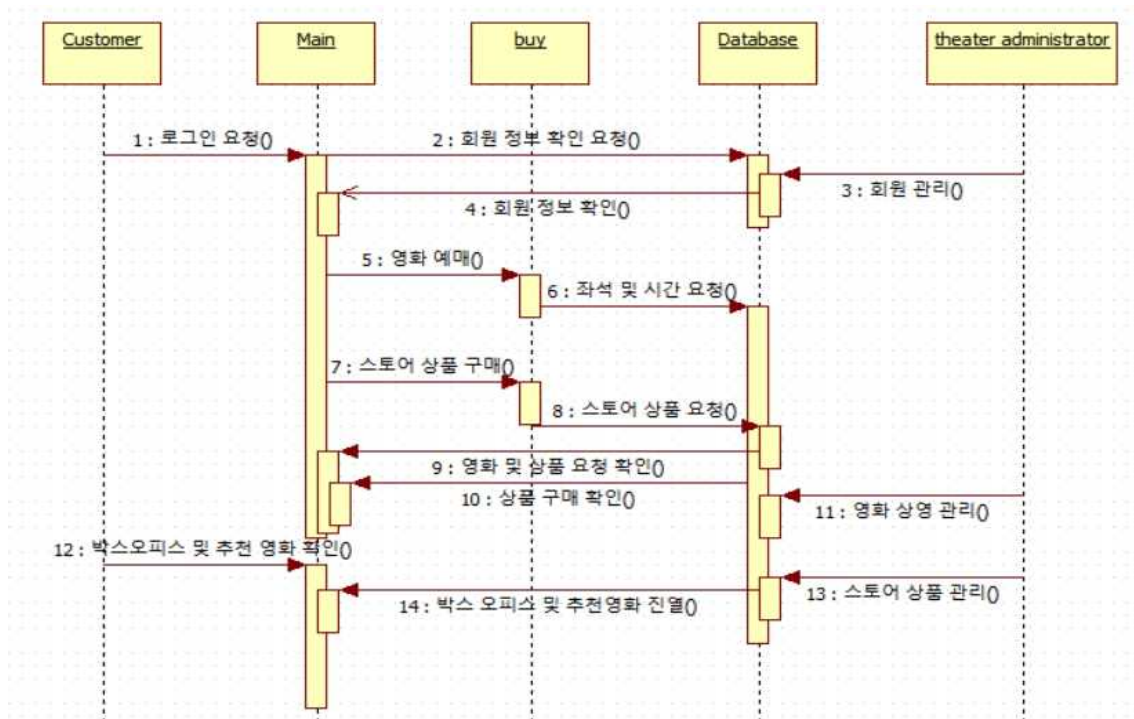 Customer
Main
buy
Database
theater administrator
1 : 로그인 요청()
2 : 회원 정보 확인 요청()
3 : 회원 관리()
4 : 회원 정보 확인()
5 : 영화 예매()
6 : 좌석 및 시간 요청()
7 : 스토어 상품 구매()
8 : 스토어 상품 요청()
9 : 영화 및 상품 요청 확인()
10 : 상품 구매 확인()
11 : 영화 상영 관리()
12 : 박스오피스 및 추천 영화 확인()
13 : 스토어 상품 관리()
14 : 박스 오피스 및 추천영화 진열()